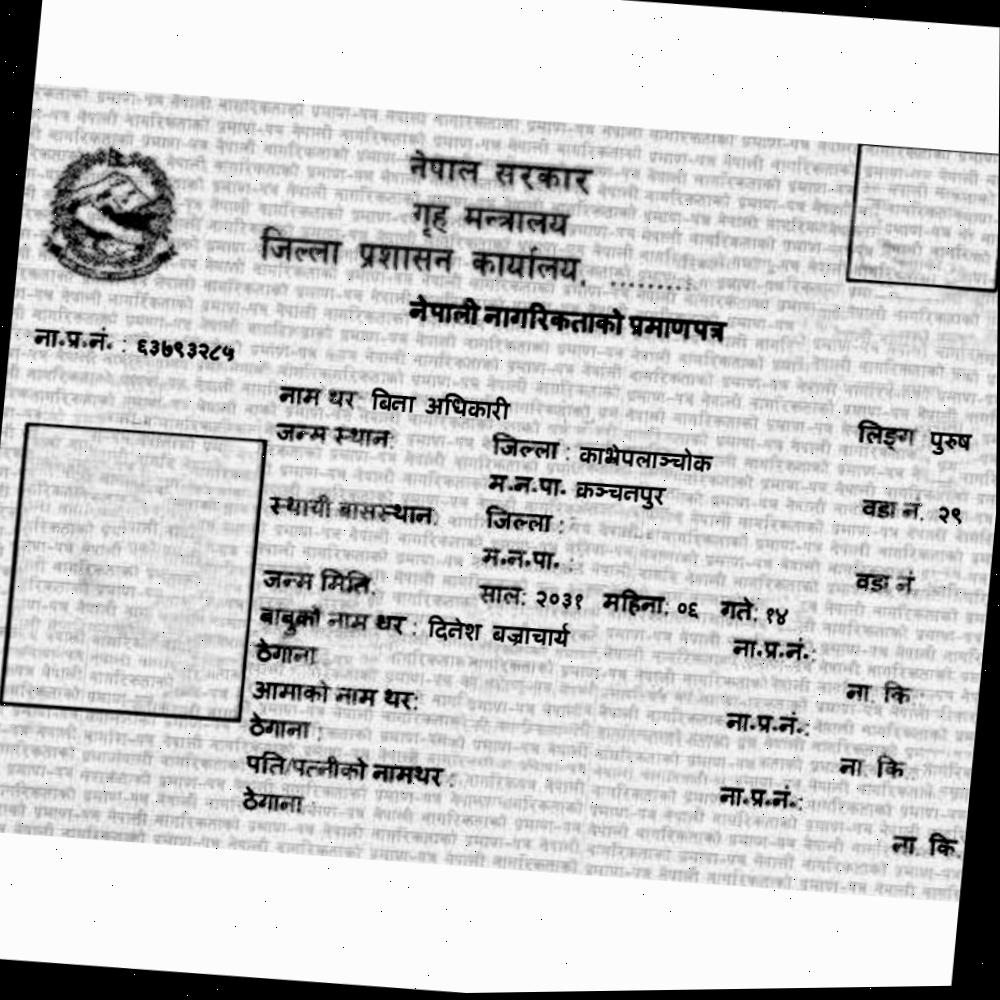 नेपाल सरकार
गृह मन्त्रालय
जिल्ला प्रशासन कार्यालय, .........
नेपाली नागरिकताको प्रमाणपत्र
ना.प्र.नं. : ६३७९३२८५
नाम थर बिता अधिकारी लिङ्ग पुरुष
जन्म स्थान: जिल्ला : काभ्रेपलाञ्चोक
म.न.पा. कञ्चनपुर वडा नं. २९
स्थायी बासस्थान: जिल्ला :
म.न.पा. : वडा नं
जन्म मिति: साल: २०३१ महिना: ०६ गते: १४
बाबुको नाम थर : दिनेश बज्राचार्य ना.प्र.नं.:
ठेगाना ना. कि :
आमाको नाम थर: ना.प्र.नं.:
ठेगाना : ना. कि
पति/पत्नीको नामथर : ना.प्र.नं.:
ठेगाना : ना. कि.